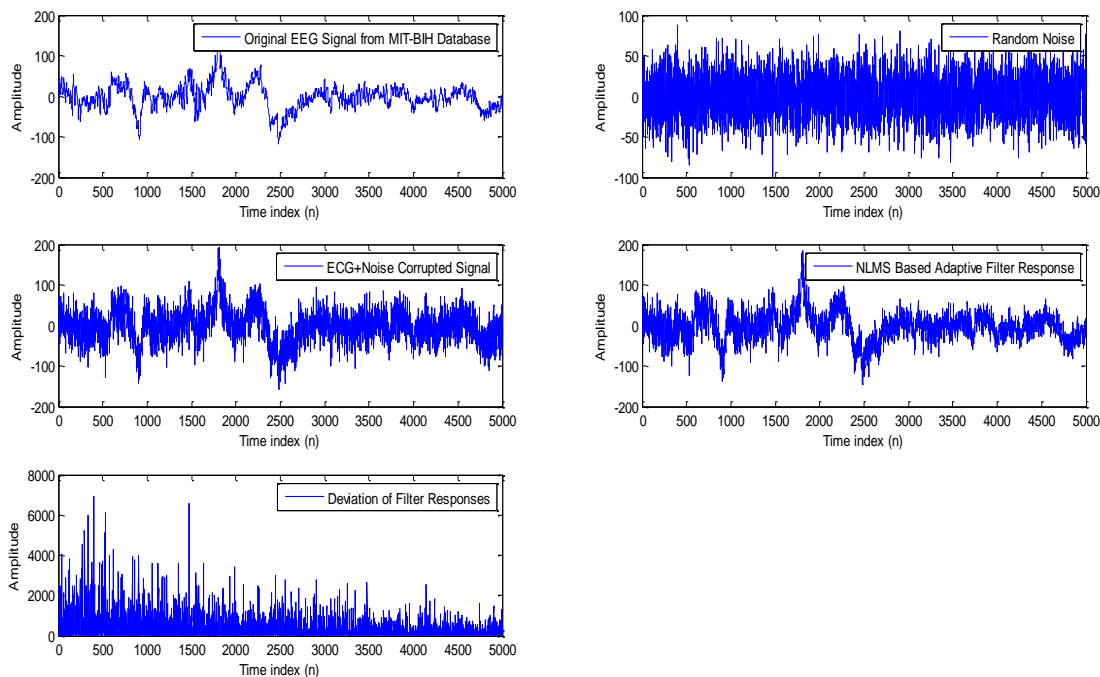 Original EEG Signal from MIT-BIH Database
Amplitude
200
100
0
-100
-200
0 500 1000 1500 2000 2500 3000 3500 4000 4500 5000
Time index (n)
Random Noise
Amplitude
100
50
0
-50
-100
0 500 1000 1500 2000 2500 3000 3500 4000 4500 5000
Time index (n)
ECG+Noise Corrupted Signal
Amplitude
200
100
0
-100
-200
0 500 1000 1500 2000 2500 3000 3500 4000 4500 5000
Time index (n)
NLMS Based Adaptive Filter Response
Amplitude
200
100
0
-100
-200
0 500 1000 1500 2000 2500 3000 3500 4000 4500 5000
Time index (n)
Deviation of Filter Responses
Amplitude
8000
6000
4000
2000
0
0 500 1000 1500 2000 2500 3000 3500 4000 4500 5000
Time index (n)